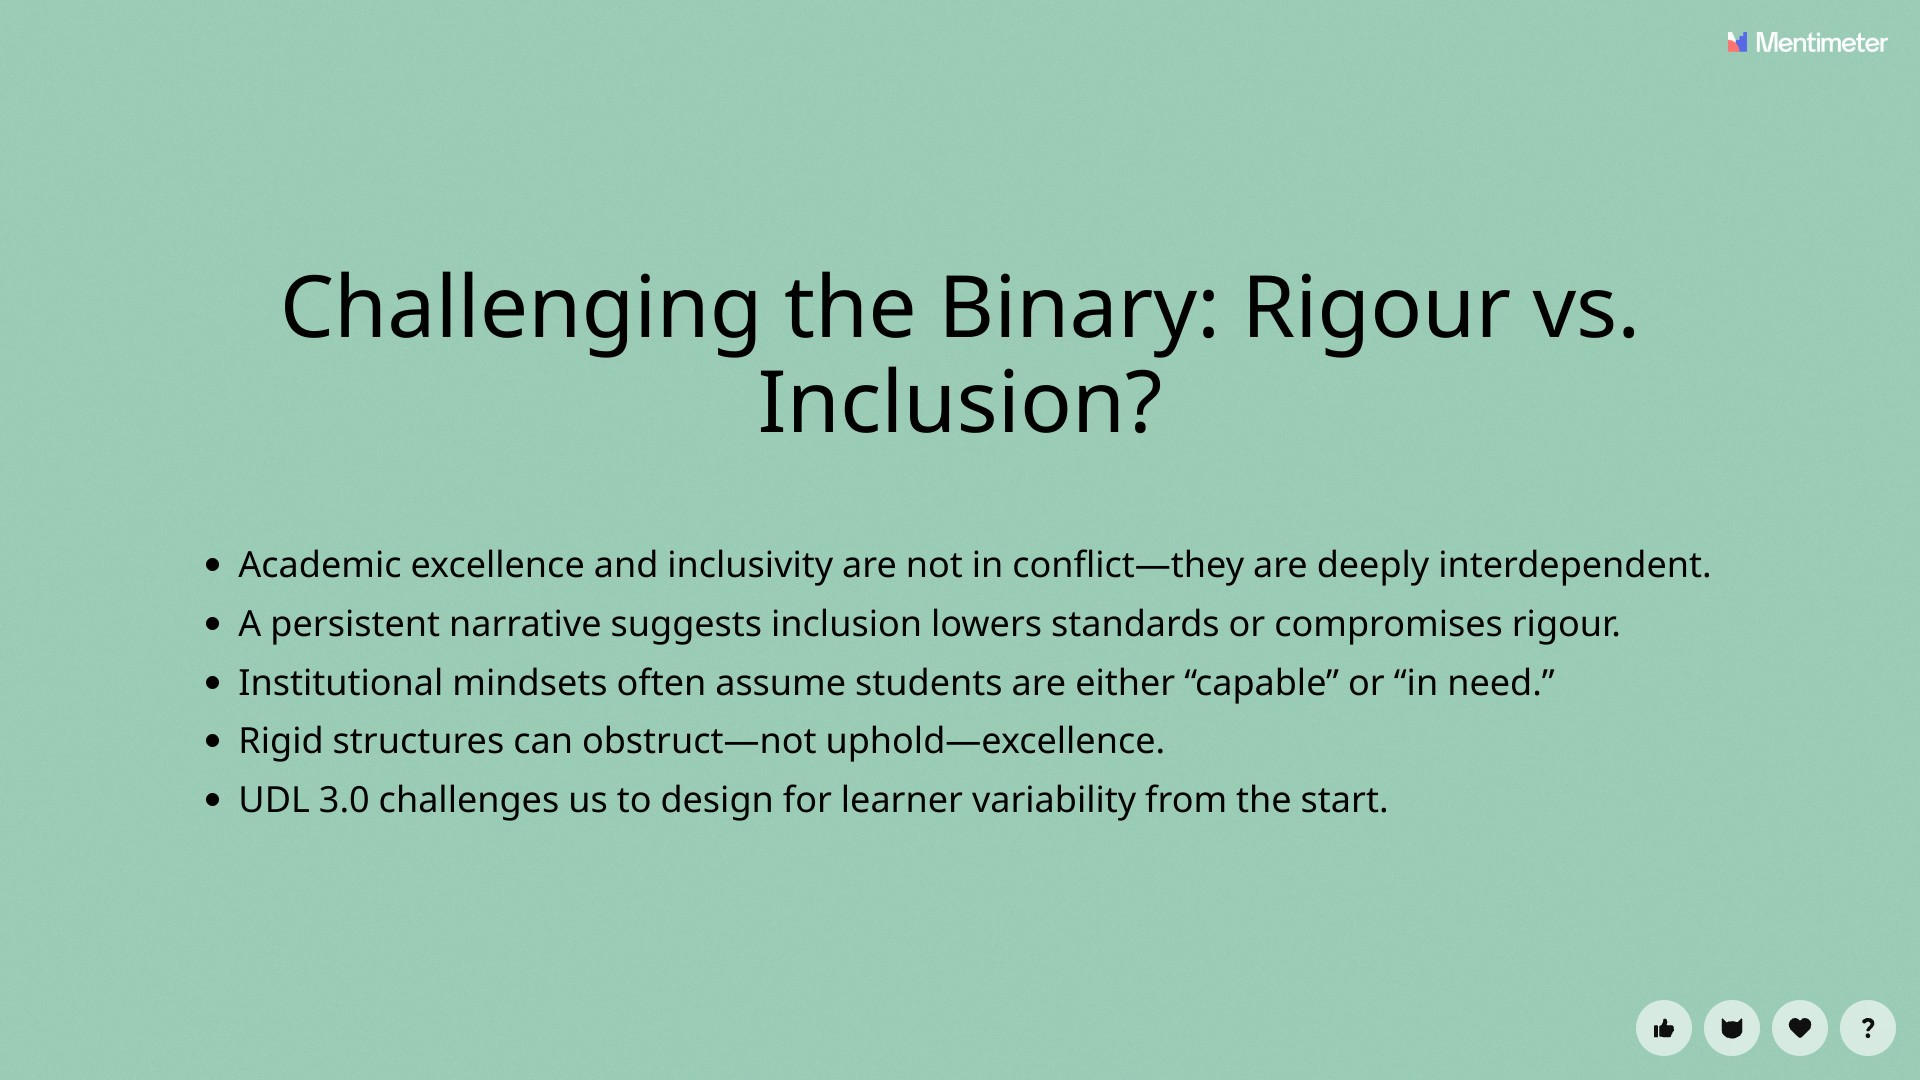 Mentimeter
Challenging the Binary: Rigour vs.
Inclusion?
• Academic excellence and inclusivity are not in conflict—they are deeply interdependent.
• A persistent narrative suggests inclusion lowers standards or compromises rigour.
• Institutional mindsets often assume students are either “capable” or “in need.”
• Rigid structures can obstruct—not uphold—excellence.
• UDL 3.0 challenges us to design for learner variability from the start.
?